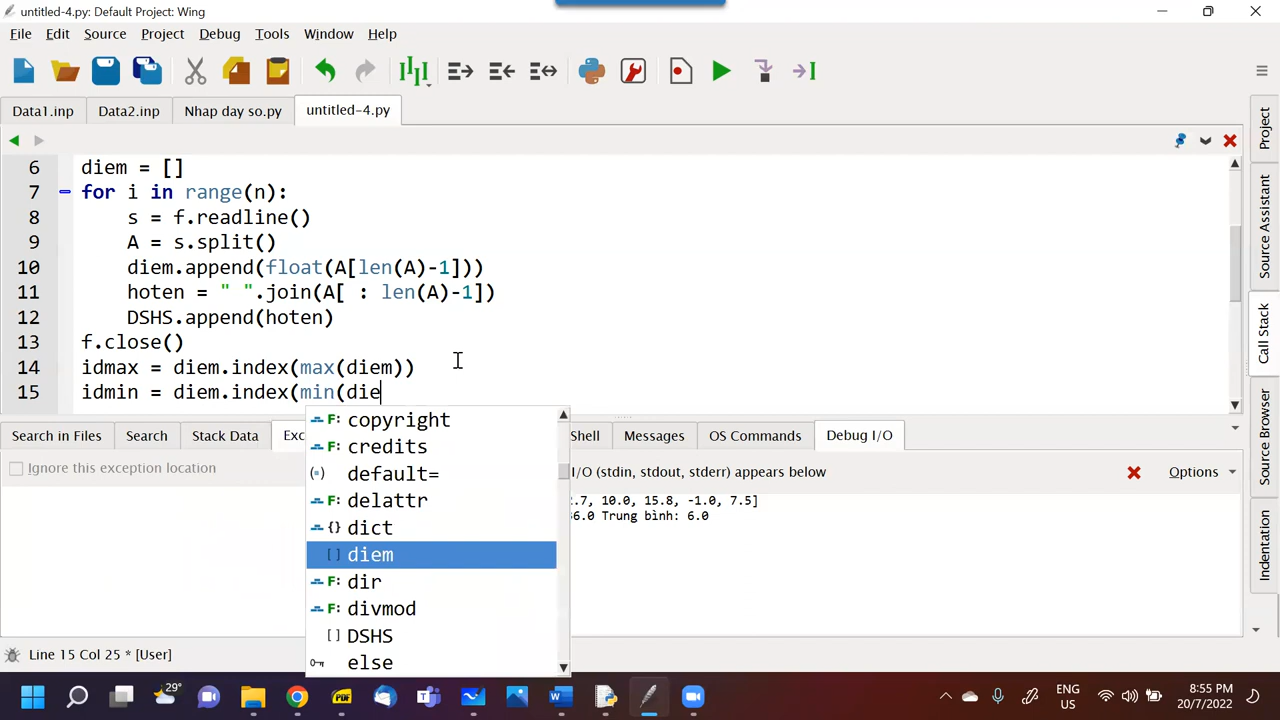 untitled-4.py: Default Project: Wing
File Edit Source Project Debug Tools Window Help
Data1.inp Data2.inp Nhap day so.py untitled-4.py
6 diem = []
7 for i in range(n):
8 s = f.readline()
9 A = s.split()
10 diem.append(float(A[len(A)-1]))
11 hoten = " ".join(A[ : len(A)-1])
12 DSHS.append(hoten)
13 f.close()
14 idmax = diem.index(max(diem))
15 idmin = diem.index(min(die
copyright
credits
default=
delattr
dict
diem
dir
divmod
DSHS
else
Search in Files Search Stack Data Exc Shell Messages OS Commands Debug I/O
Ignore this exception location
I/O (stdin, stdout, stderr) appears below
Options
2.7, 10.0, 15.8, -1.0, 7.5]
6.0 Trung bình: 6.0
Project
Source Assistant
Call Stack
Source Browser
Indentation
Line 15 Col 25 * [User]
29°
ENG
US
8:55 PM
20/7/2022